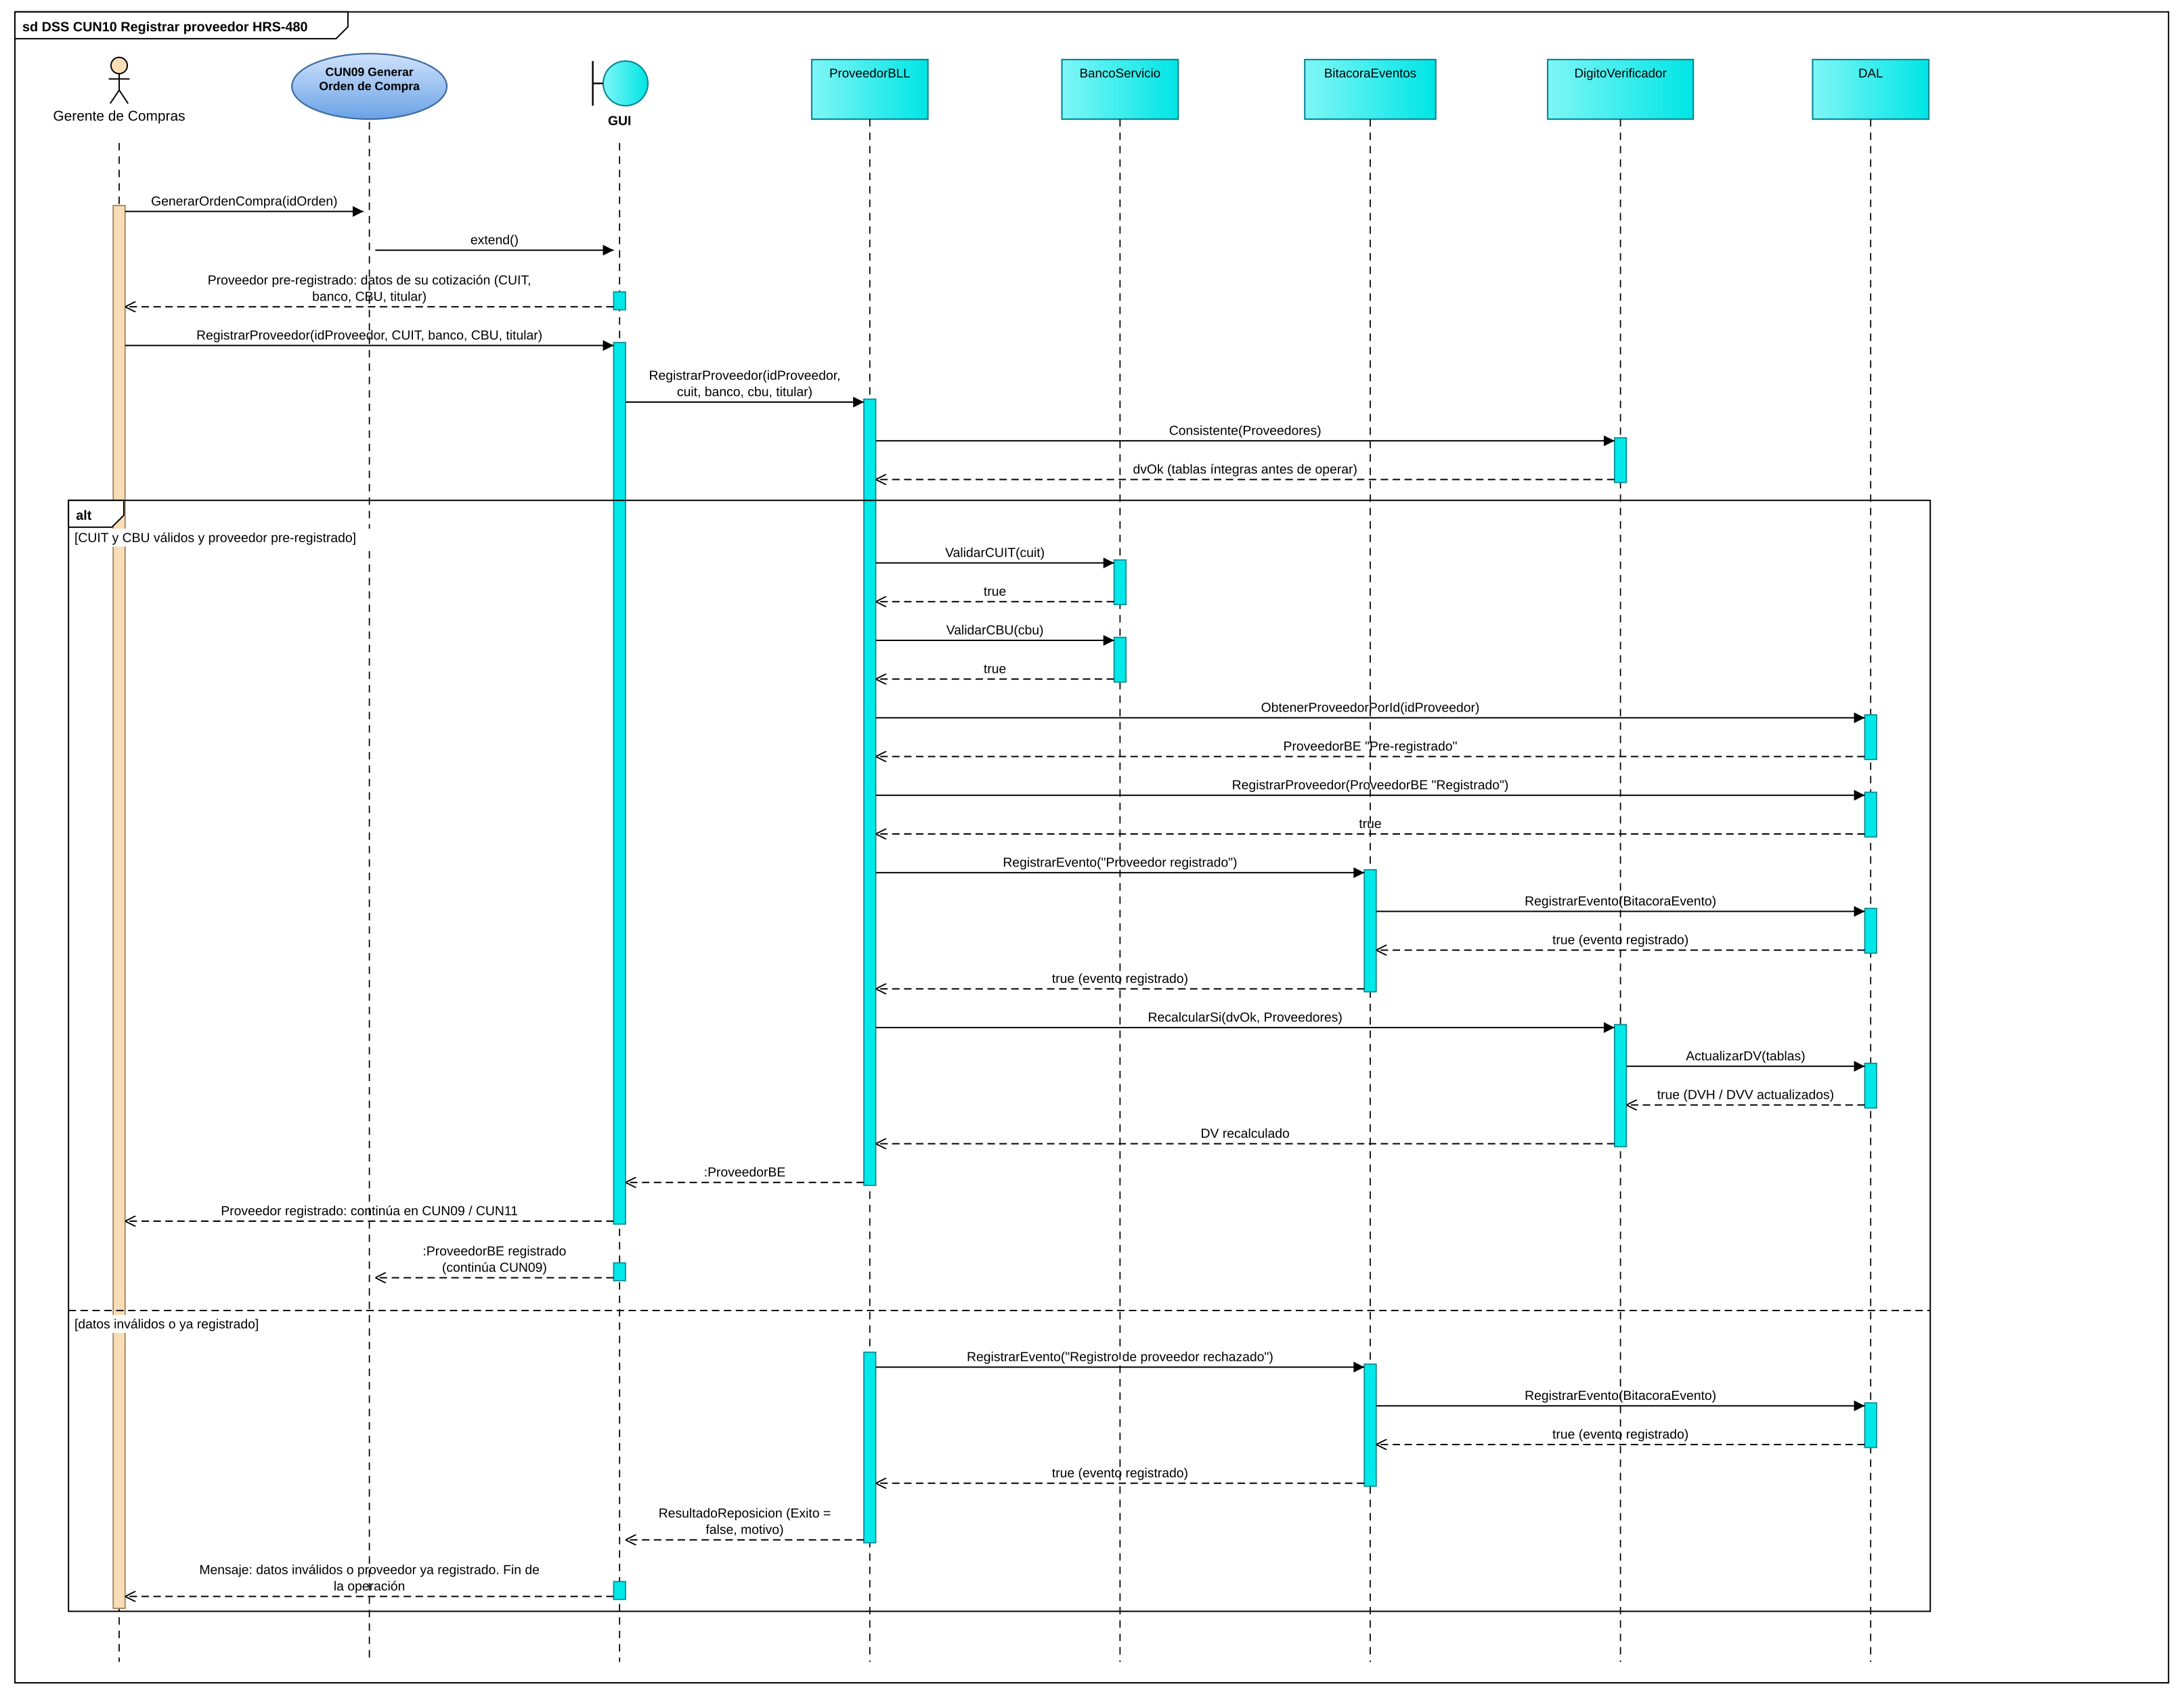 sd DSS CUN10 Registrar proveedor HRS-480
Gerente de Compras
CUN09 Generar
Orden de Compra
GUI
ProveedorBLL
BancoServicio
BitacoraEventos
DigitoVerificador
DAL
GenerarOrdenCompra(idOrden)
extend()
Proveedor pre-registrado: datos de su cotización (CUIT,
banco, CBU, titular)
RegistrarProveedor(idProveedor, CUIT, banco, CBU, titular)
RegistrarProveedor(idProveedor,
cuit, banco, cbu, titular)
Consistente(Proveedores)
dvOk (tablas íntegras antes de operar)
alt
[CUIT y CBU válidos y proveedor pre-registrado]
ValidarCUIT(cuit)
true
ValidarCBU(cbu)
true
ObtenerProveedorPorId(idProveedor)
ProveedorBE "Pre-registrado"
RegistrarProveedor(ProveedorBE "Registrado")
true
RegistrarEvento("Proveedor registrado")
RegistrarEvento(BitacoraEvento)
true (evento registrado)
true (evento registrado)
RecalcularSi(dvOk, Proveedores)
ActualizarDV(tablas)
true (DVH / DVV actualizados)
DV recalculado
:ProveedorBE
Proveedor registrado: continúa en CUN09 / CUN11
:ProveedorBE registrado
(continúa CUN09)
[datos inválidos o ya registrado]
RegistrarEvento("Registro de proveedor rechazado")
RegistrarEvento(BitacoraEvento)
true (evento registrado)
true (evento registrado)
ResultadoReposicion (Exito =
false, motivo)
Mensaje: datos inválidos o proveedor ya registrado. Fin de
la operación